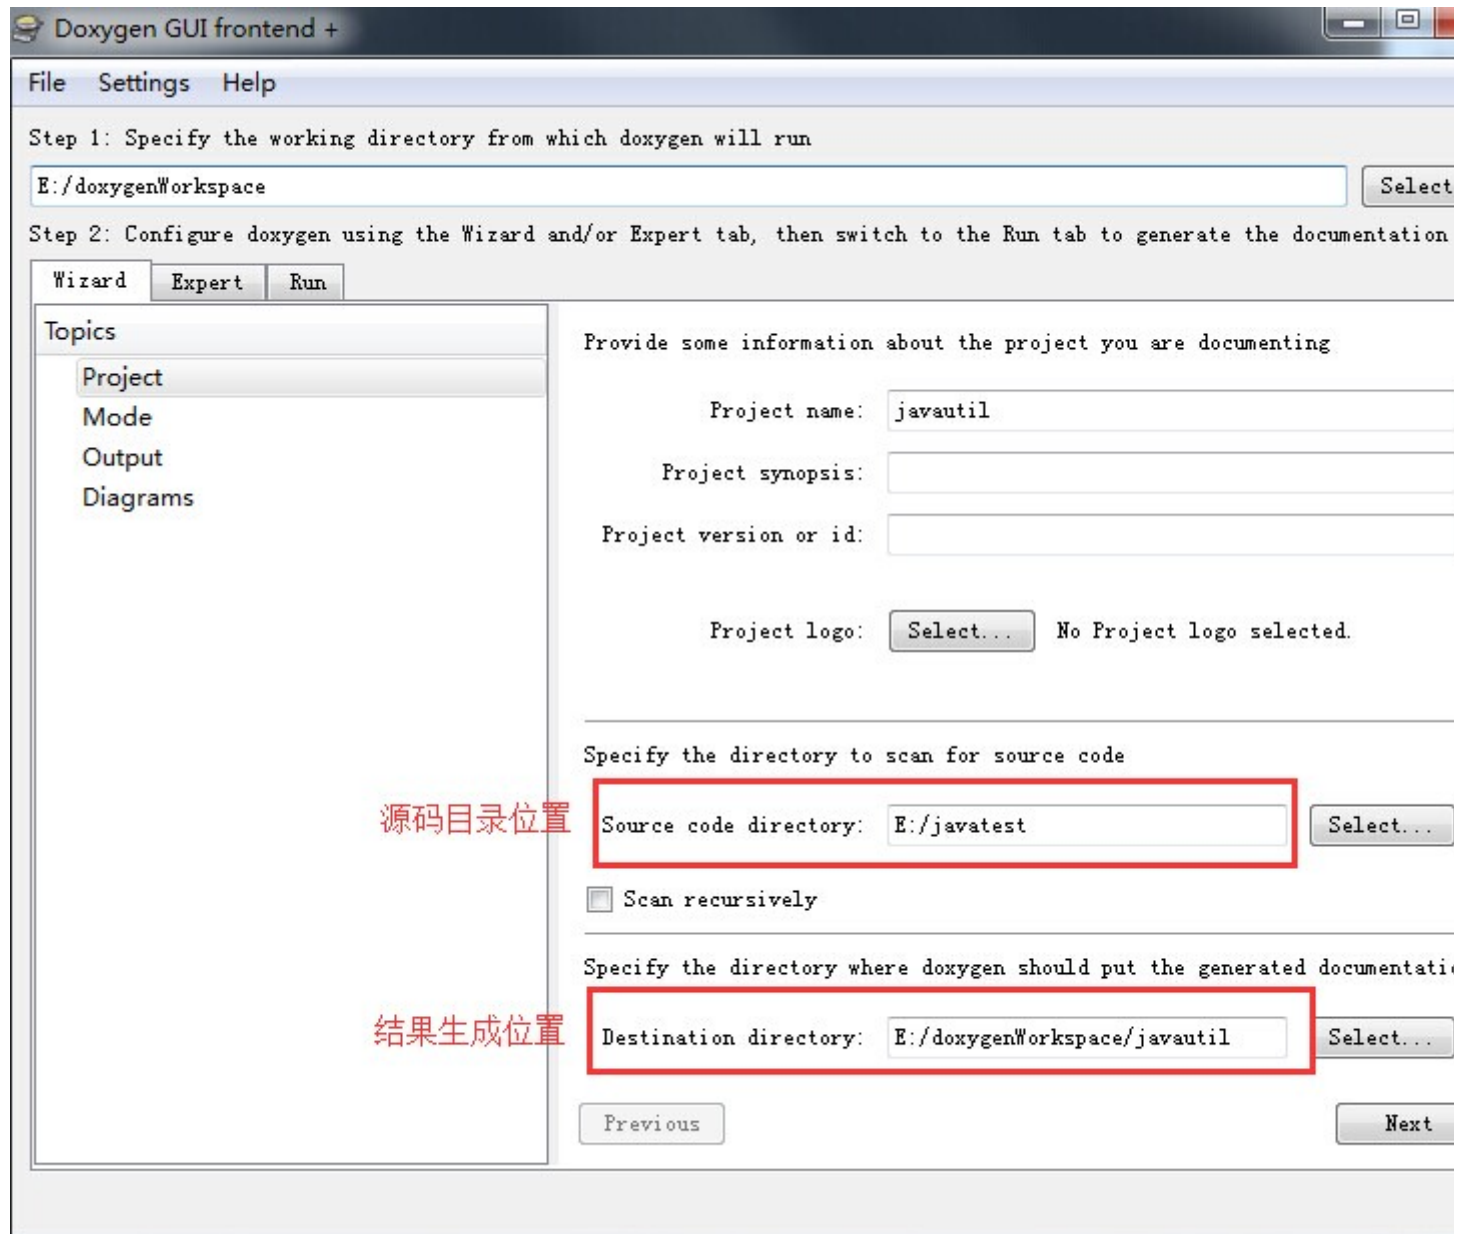 Doxygen GUI frontend +
File Settings Help
Step 1: Specify the working directory from which doxygen will run
E:/doxygenWorkspace Select
Step 2: Configure doxygen using the Wizard and/or Expert tab, then switch to the Run tab to generate the documentation
Wizard Expert Run
Topics
Project
Mode
Output
Diagrams
Provide some information about the project you are documenting
Project name: javautil
Project synopsis:
Project version or id:
Project logo: Select... No Project logo selected.
Specify the directory to scan for source code
源码目录位置 Source code directory: E:/javatest Select...
Scan recursively
Specify the directory where doxygen should put the generated documentati
结果生成位置 Destination directory: E:/doxygenWorkspace/javautil Select...
Previous Next